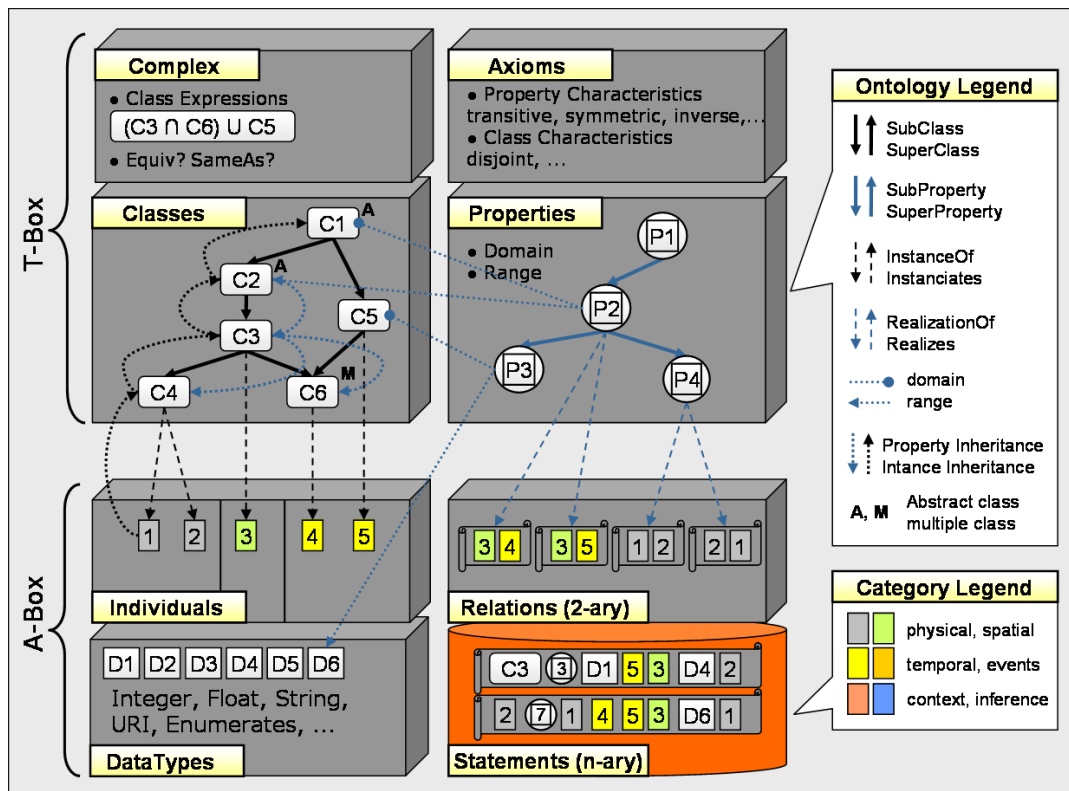 T-Box
Complex
● Class Expressions
(C3 ∩ C6) ∪ C5
● Equiv? SameAs?
Axioms
● Property Characteristics
transitive, symmetric, inverse,...
● Class Characteristics
disjoint, ...
Classes
C1 A
C2 A
C3
C5
C4
C6 M
Properties
● Domain
● Range
P1
P2
P3
P4
A-Box
1 2 3 4 5
Individuals
3 4 3 5 1 2 2 1
Relations (2-ary)
D1 D2 D3 D4 D5 D6
Integer, Float, String,
URI, Enumerates, ...
DataTypes
C3 3 D1 5 3 D4 2
2 7 1 4 5 3 D6 1
Statements (n-ary)
Ontology Legend
SubClass
SuperClass
SubProperty
SuperProperty
InstanceOf
Instanciates
RealizationOf
Realizes
domain
range
Property Inheritance
Intance Inheritance
A, M Abstract class
multiple class
Category Legend
physical, spatial
temporal, events
context, inference